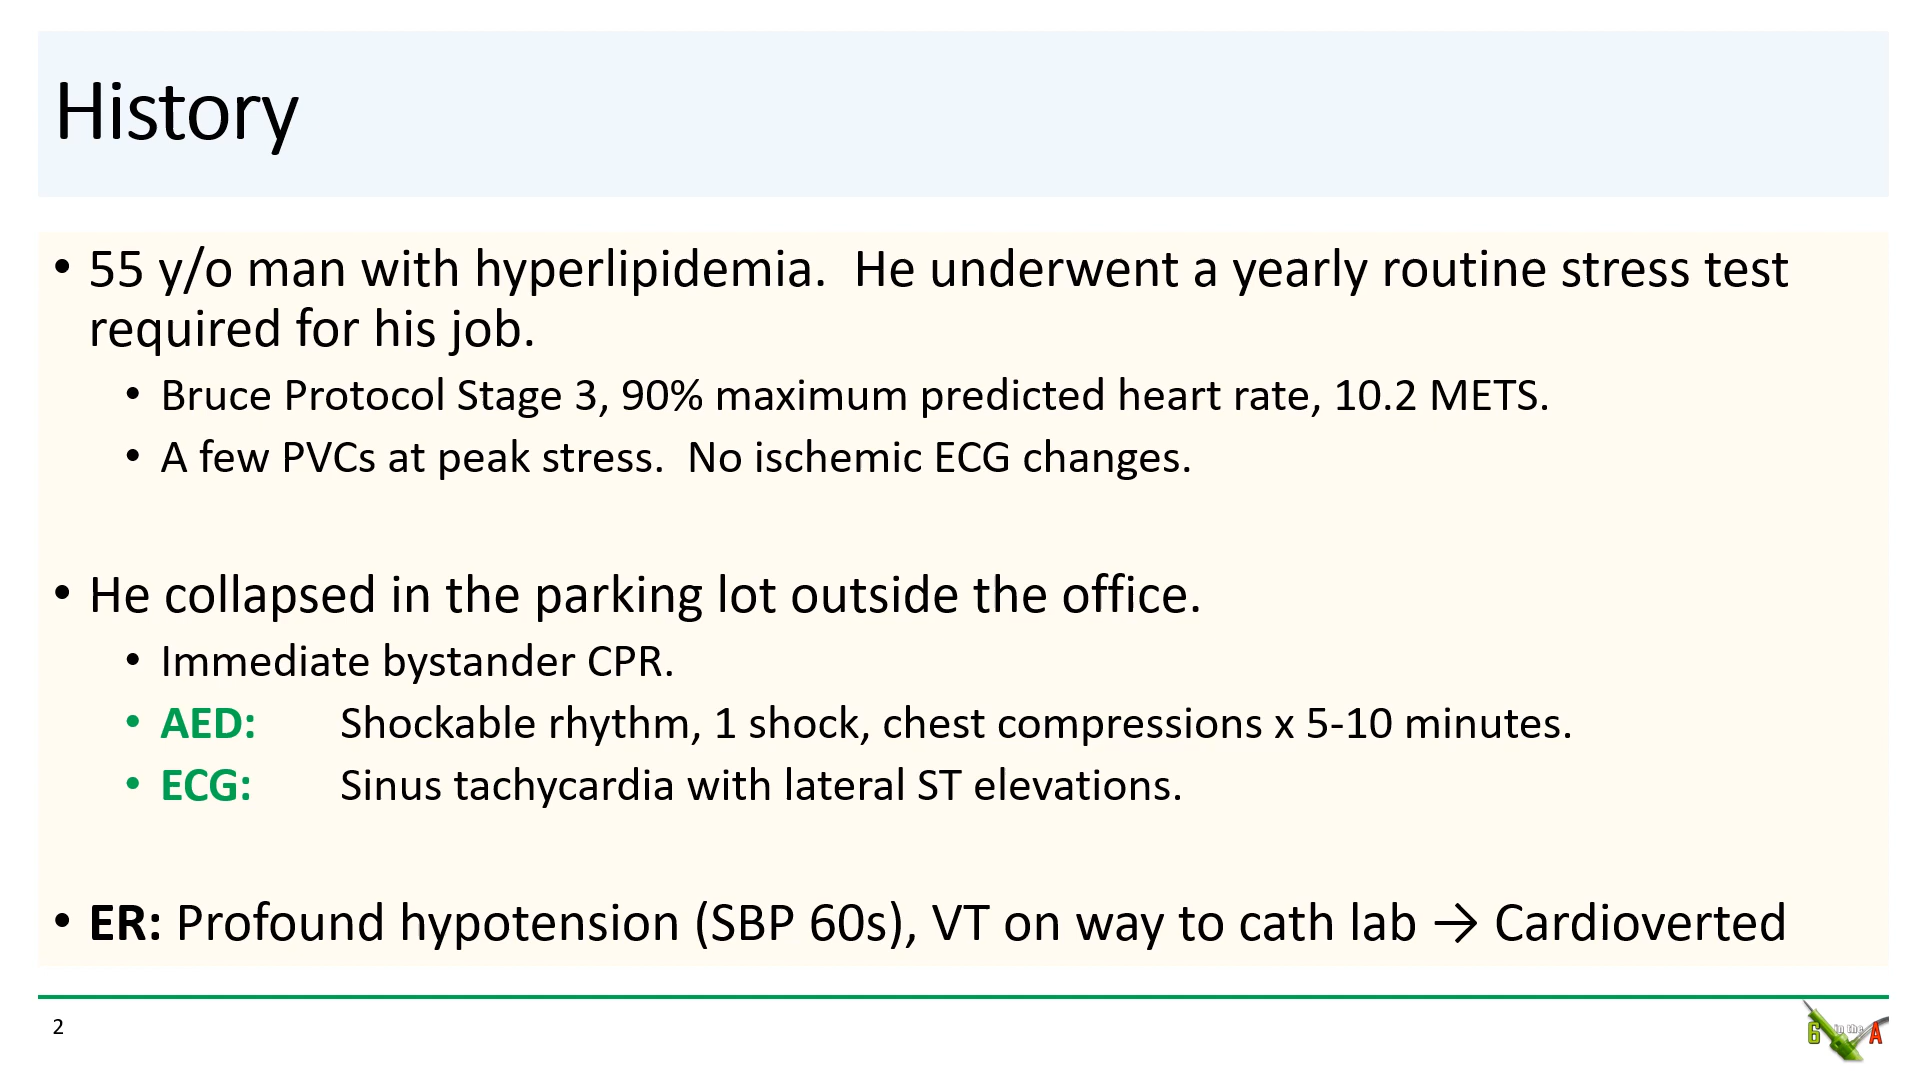 History
• 55 y/o man with hyperlipidemia.  He underwent a yearly routine stress test
required for his job.
• Bruce Protocol Stage 3, 90% maximum predicted heart rate, 10.2 METS.
• A few PVCs at peak stress.  No ischemic ECG changes.
• He collapsed in the parking lot outside the office.
• Immediate bystander CPR.
• AED: Shockable rhythm, 1 shock, chest compressions x 5-10 minutes.
• ECG: Sinus tachycardia with lateral ST elevations.
• ER: Profound hypotension (SBP 60s), VT on way to cath lab → Cardioverted
2
6 in the A